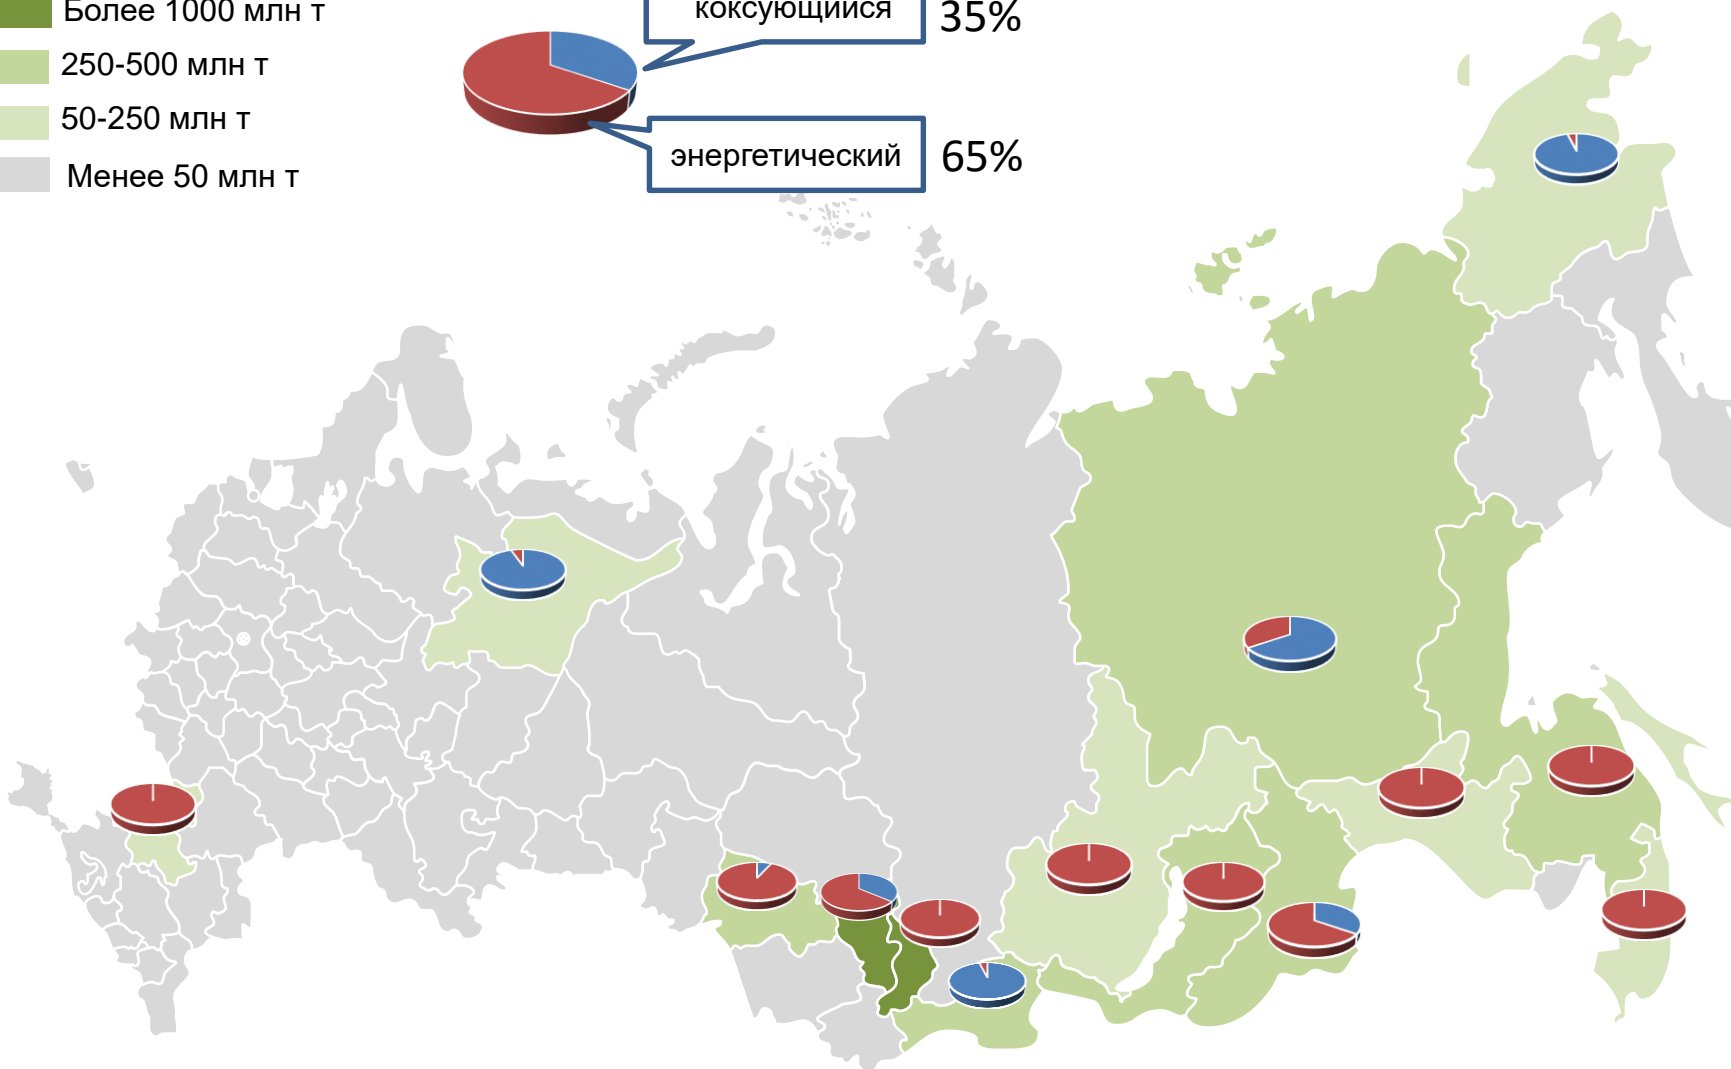 Более 1000 млн т
коксующийся 35%
250-500 млн т
50-250 млн т
энергетический 65%
Менее 50 млн т